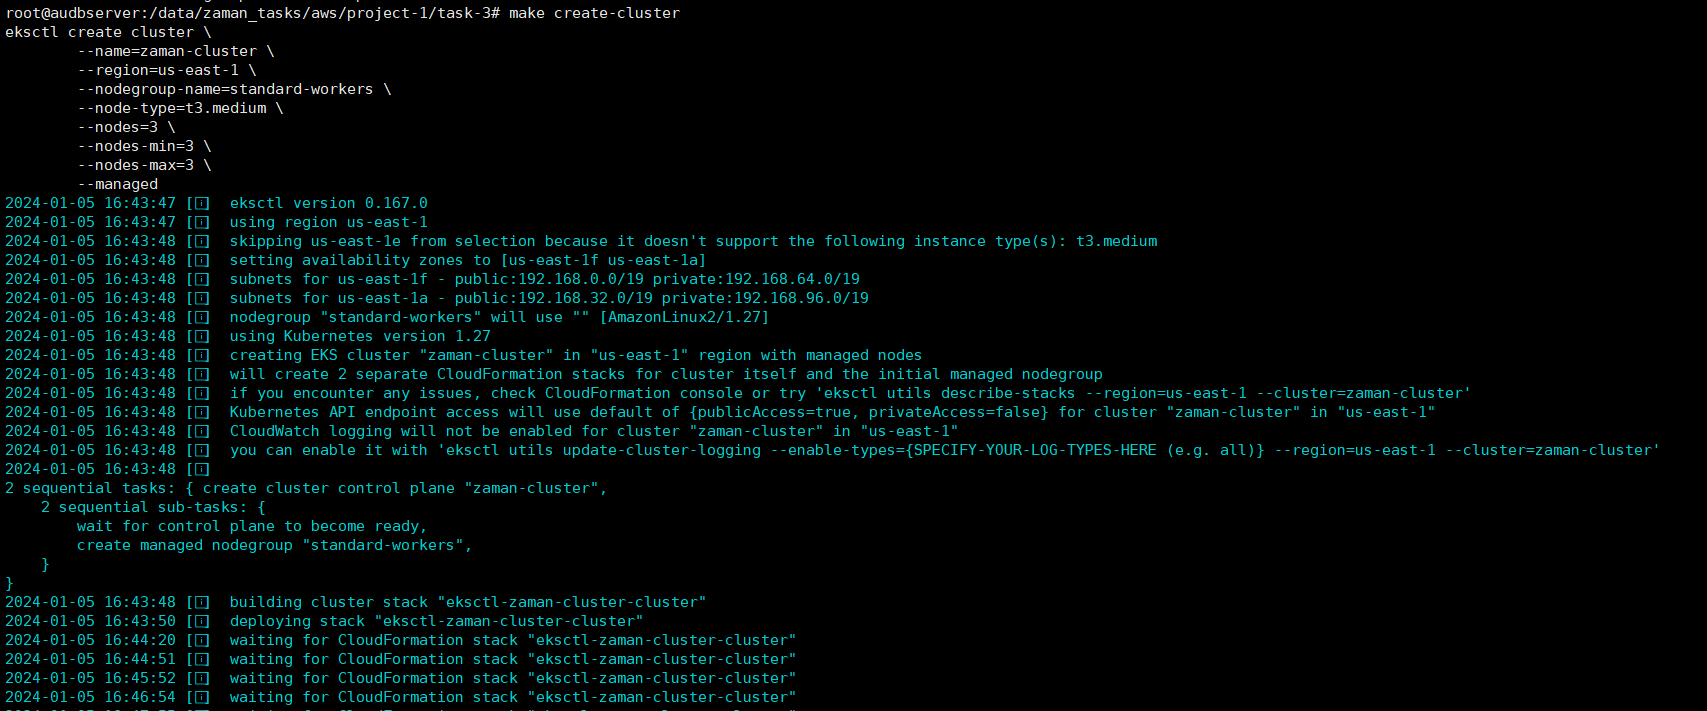 root@audbserver:/data/zaman_tasks/aws/project-1/task-3# make create-cluster
eksctl create cluster \
        --name=zaman-cluster \
        --region=us-east-1 \
        --nodegroup-name=standard-workers \
        --node-type=t3.medium \
        --nodes=3 \
        --nodes-min=3 \
        --nodes-max=3 \
        --managed
2024-01-05 16:43:47 [ℹ]  eksctl version 0.167.0
2024-01-05 16:43:47 [ℹ]  using region us-east-1
2024-01-05 16:43:48 [ℹ]  skipping us-east-1e from selection because it doesn't support the following instance type(s): t3.medium
2024-01-05 16:43:48 [ℹ]  setting availability zones to [us-east-1f us-east-1a]
2024-01-05 16:43:48 [ℹ]  subnets for us-east-1f - public:192.168.0.0/19 private:192.168.64.0/19
2024-01-05 16:43:48 [ℹ]  subnets for us-east-1a - public:192.168.32.0/19 private:192.168.96.0/19
2024-01-05 16:43:48 [ℹ]  nodegroup "standard-workers" will use "" [AmazonLinux2/1.27]
2024-01-05 16:43:48 [ℹ]  using Kubernetes version 1.27
2024-01-05 16:43:48 [ℹ]  creating EKS cluster "zaman-cluster" in "us-east-1" region with managed nodes
2024-01-05 16:43:48 [ℹ]  will create 2 separate CloudFormation stacks for cluster itself and the initial managed nodegroup
2024-01-05 16:43:48 [ℹ]  if you encounter any issues, check CloudFormation console or try 'eksctl utils describe-stacks --region=us-east-1 --cluster=zaman-cluster'
2024-01-05 16:43:48 [ℹ]  Kubernetes API endpoint access will use default of {publicAccess=true, privateAccess=false} for cluster "zaman-cluster" in "us-east-1"
2024-01-05 16:43:48 [ℹ]  CloudWatch logging will not be enabled for cluster "zaman-cluster" in "us-east-1"
2024-01-05 16:43:48 [ℹ]  you can enable it with 'eksctl utils update-cluster-logging --enable-types={SPECIFY-YOUR-LOG-TYPES-HERE (e.g. all)} --region=us-east-1 --cluster=zaman-cluster'
2024-01-05 16:43:48 [ℹ]
2 sequential tasks: { create cluster control plane "zaman-cluster",
    2 sequential sub-tasks: {
        wait for control plane to become ready,
        create managed nodegroup "standard-workers",
    }
}
2024-01-05 16:43:48 [ℹ]  building cluster stack "eksctl-zaman-cluster-cluster"
2024-01-05 16:43:50 [ℹ]  deploying stack "eksctl-zaman-cluster-cluster"
2024-01-05 16:44:20 [ℹ]  waiting for CloudFormation stack "eksctl-zaman-cluster-cluster"
2024-01-05 16:44:51 [ℹ]  waiting for CloudFormation stack "eksctl-zaman-cluster-cluster"
2024-01-05 16:45:52 [ℹ]  waiting for CloudFormation stack "eksctl-zaman-cluster-cluster"
2024-01-05 16:46:54 [ℹ]  waiting for CloudFormation stack "eksctl-zaman-cluster-cluster"